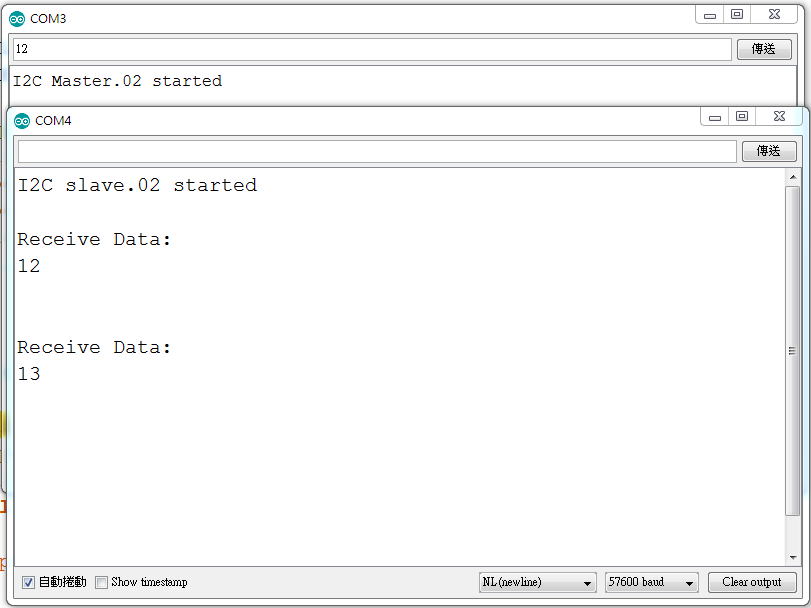 COM3
12
傳送
I2C Master.02 started
COM4
傳送
I2C slave.02 started
Receive Data:
12
Receive Data:
13
自動捲動 Show timestamp NL(newline) 57600 baud Clear output